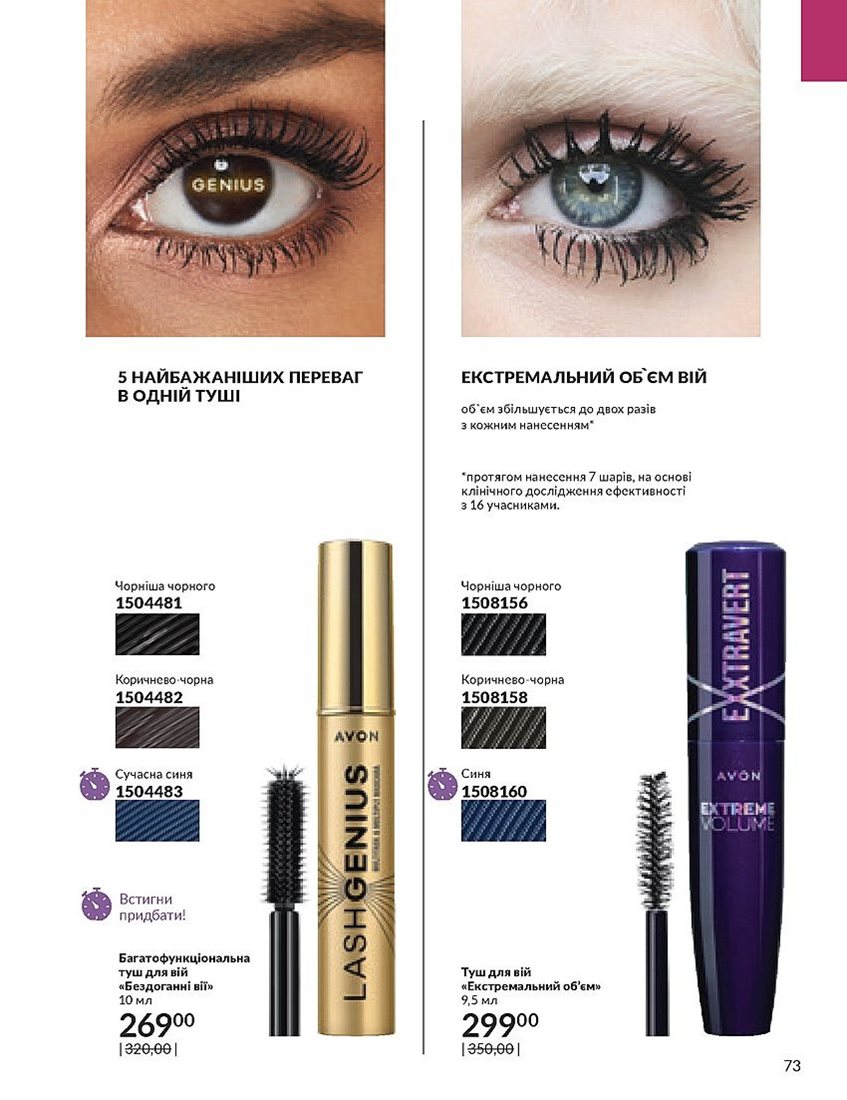 GENIUS
5 НАЙБАЖАНІШИХ ПЕРЕВАГ
В ОДНІЙ ТУШІ
Чорніша чорного
1504481
Коричнево-чорна
1504482
Сучасна синя
1504483
Встигни
придбати!
Багатофункціональна
туш для вій
«Бездоганні вії»
10 мл
26900
|320,00|
AVON
LASHGENIUS
ЕКСТРЕМАЛЬНИЙ ОБ`ЄМ ВІЙ
об`єм збільшується до двох разів
з кожним нанесенням*
*протягом нанесення 7 шарів, на основі
клінічного дослідження ефективності
з 16 учасниками.
Чорніша чорного
1508156
Коричнево-чорна
1508158
Синя
1508160
Туш для вій
«Екстремальний об’єм»
9,5 мл
29900
|350,00|
EXXTRAVERT
AVON
EXTREME
VOLUME
73